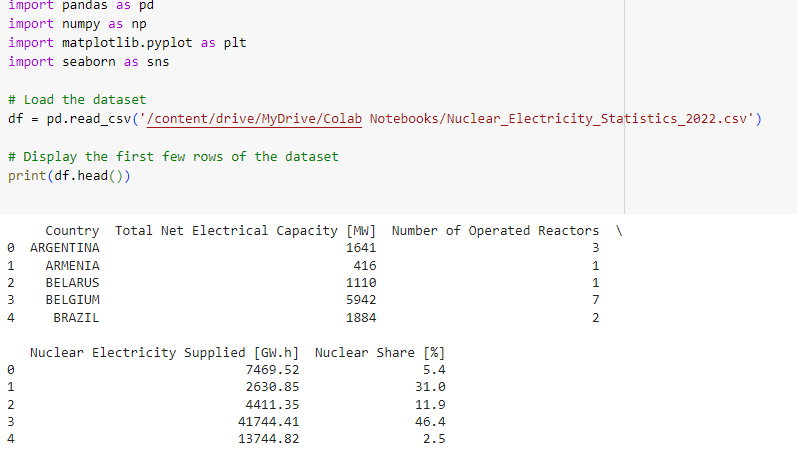 import pandas as pd
import numpy as np
import matplotlib.pyplot as plt
import seaborn as sns
# Load the dataset
df = pd.read_csv('/content/drive/MyDrive/Colab Notebooks/Nuclear_Electricity_Statistics_2022.csv')
# Display the first few rows of the dataset
print(df.head())
Country Total Net Electrical Capacity [MW] Number of Operated Reactors \
0 ARGENTINA 1641 3
1 ARMENIA 416 1
2 BELARUS 1110 1
3 BELGIUM 5942 7
4 BRAZIL 1884 2
Nuclear Electricity Supplied [GW.h] Nuclear Share [%]
0 7469.52 5.4
1 2630.85 31.0
2 4411.35 11.9
3 41744.41 46.4
4 13744.82 2.5